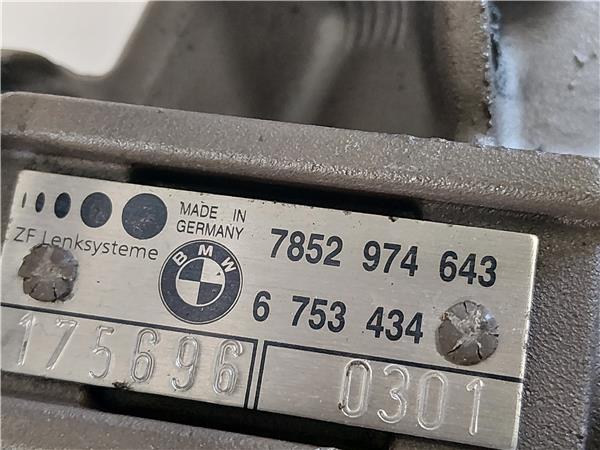 MADE IN
GERMANY
ZF Lenksysteme
BMW
7852 974 643
6 753 434
175696
0301